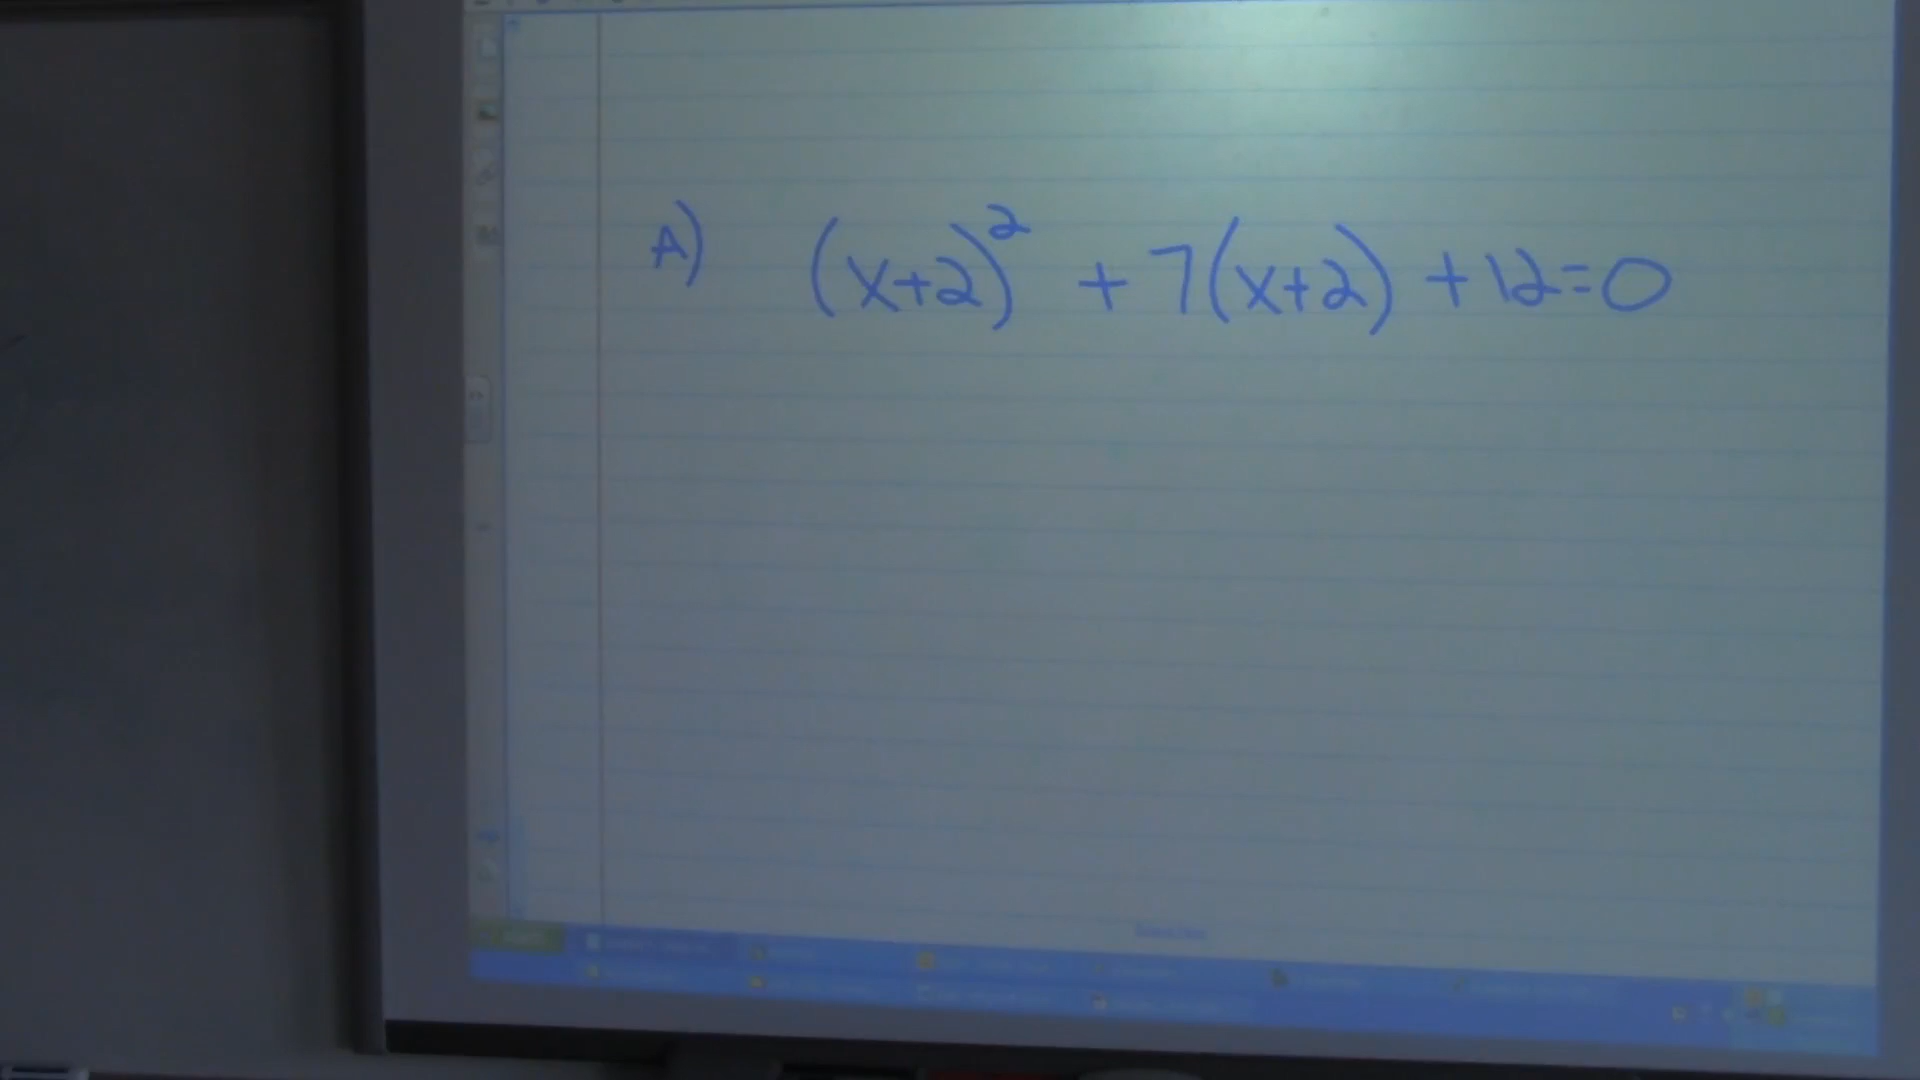 A) (x+2)² + 7(x+2) + 12=0